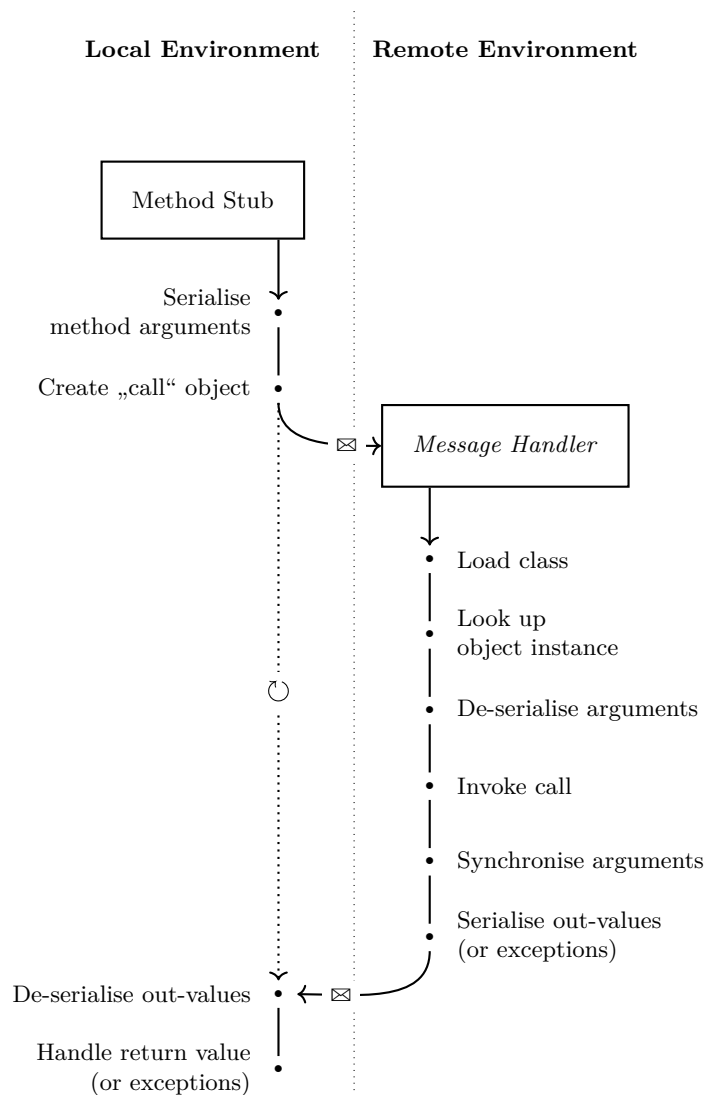 Local Environment
Remote Environment
Method Stub
Serialise
method arguments
Create „call“ object
Message Handler
Load class
Look up
object instance
De-serialise arguments
Invoke call
Synchronise arguments
Serialise out-values
(or exceptions)
De-serialise out-values
Handle return value
(or exceptions)